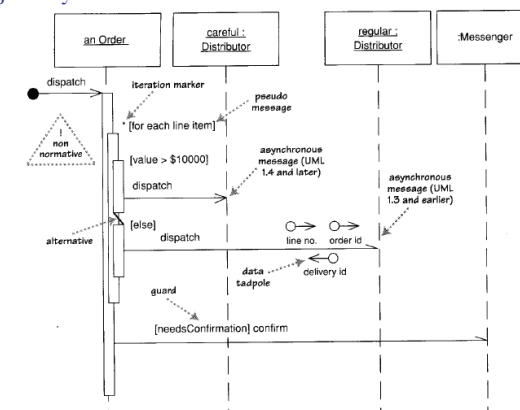 an Order
careful :
Distributor
regular :
Distributor
:Messenger
dispatch
iteration marker
pseudo
message
* [for each line item]
!
non
normative
[value > $10000]
asynchronous
message (UML
1.4 and later)
asynchronous
message (UML
1.3 and earlier)
dispatch
[else]
alternative
dispatch
line no.
order id
data
tadpole
delivery id
guard
[needsConfirmation] confirm